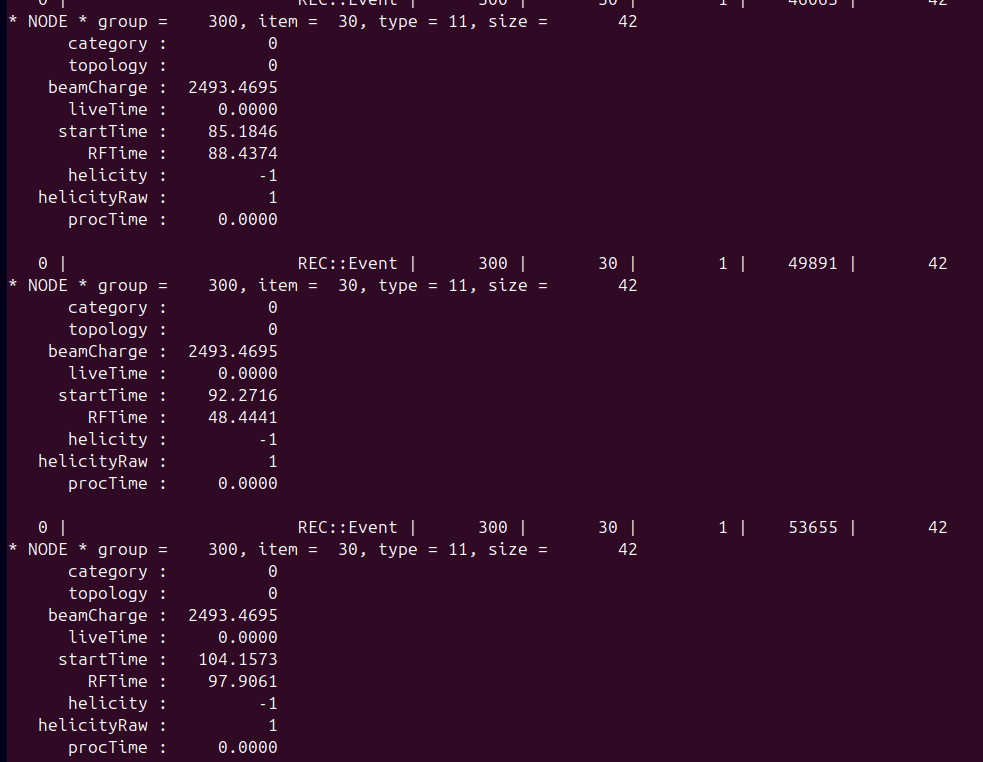 0 | REC::Event | 300 | 30 | 1 | 46065 | 42
* NODE * group =    300, item =  30, type = 11, size =       42
category :          0
topology :          0
beamCharge :  2493.4695
liveTime :     0.0000
startTime :    85.1846
RFTime :    88.4374
helicity :         -1
helicityRaw :          1
procTime :     0.0000
0 |                       REC::Event |      300 |       30 |        1 |    49891 |       42
* NODE * group =    300, item =  30, type = 11, size =       42
category :          0
topology :          0
beamCharge :  2493.4695
liveTime :     0.0000
startTime :    92.2716
RFTime :    48.4441
helicity :         -1
helicityRaw :          1
procTime :     0.0000
0 |                       REC::Event |      300 |       30 |        1 |    53655 |       42
* NODE * group =    300, item =  30, type = 11, size =       42
category :          0
topology :          0
beamCharge :  2493.4695
liveTime :     0.0000
startTime :   104.1573
RFTime :    97.9061
helicity :         -1
helicityRaw :          1
procTime :     0.0000